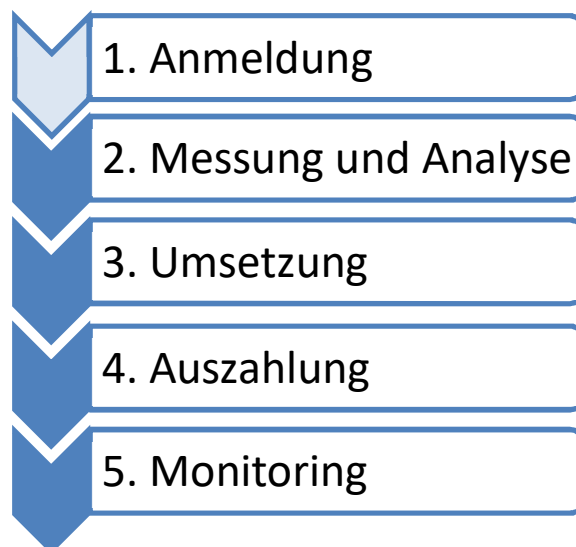 1. Anmeldung
2. Messung und Analyse
3. Umsetzung
4. Auszahlung
5. Monitoring